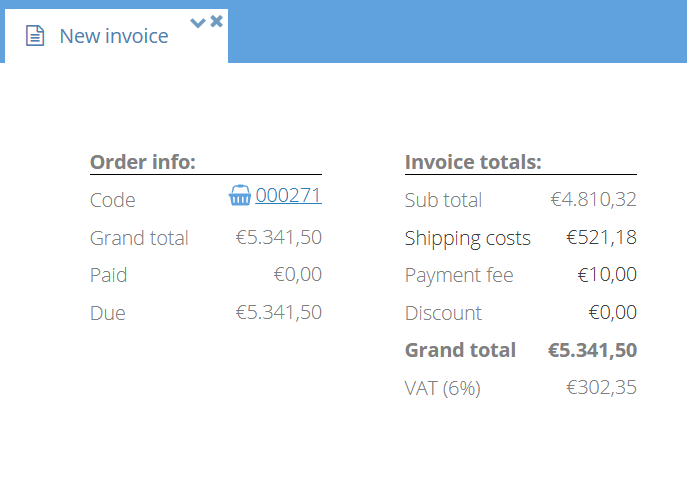 New invoice
Order info:
Code 000271
Grand total €5.341,50
Paid €0,00
Due €5.341,50
Invoice totals:
Sub total €4.810,32
Shipping costs €521,18
Payment fee €10,00
Discount €0,00
Grand total €5.341,50
VAT (6%) €302,35